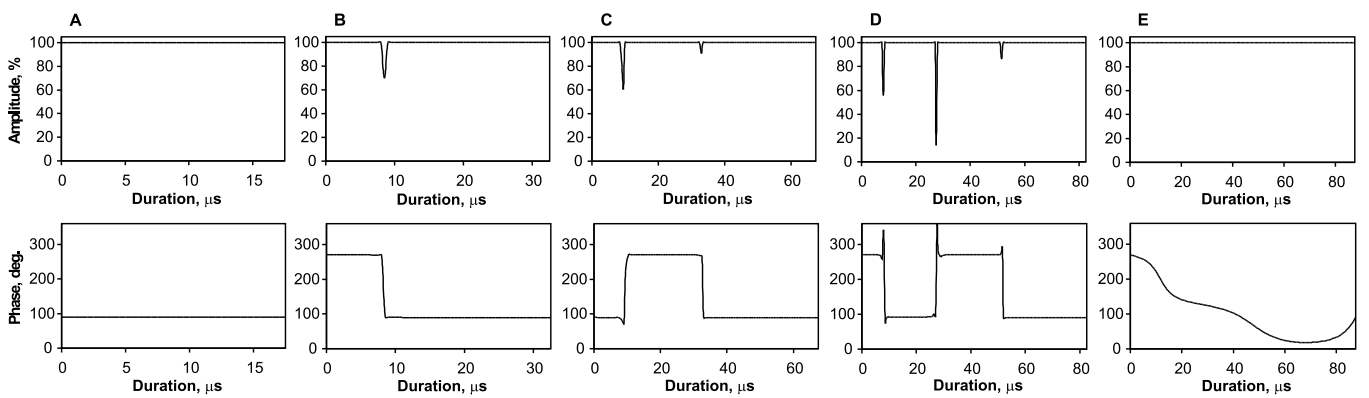 A B C D E
Amplitude, %
100 100 100 100 100
80 80 80 80 80
60 60 60 60 60
40 40 40 40 40
20 20 20 20 20
0 0 0 0 0
0 5 10 15 0 10 20 30 0 20 40 60 0 20 40 60 80 0 20 40 60 80
Duration, μs Duration, μs Duration, μs Duration, μs Duration, μs
Phase, deg.
300 300 300 300 300
200 200 200 200 200
100 100 100 100 100
0 0 0 0 0
0 5 10 15 0 10 20 30 0 20 40 60 0 20 40 60 80 0 20 40 60 80
Duration, μs Duration, μs Duration, μs Duration, μs Duration, μs